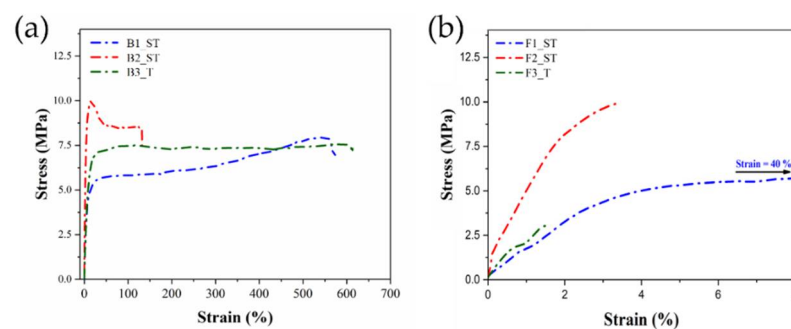 (a)
B1_ST
B2_ST
B3_T
Stress (MPa)
12.5
10.0
7.5
5.0
2.5
0.0
0 100 200 300 400 500 600 700
Strain (%)
(b)
F1_ST
F2_ST
F3_T
Stress (MPa)
12.5
10.0
7.5
5.0
2.5
0.0
Strain = 40 %
0 2 4 6
Strain (%)